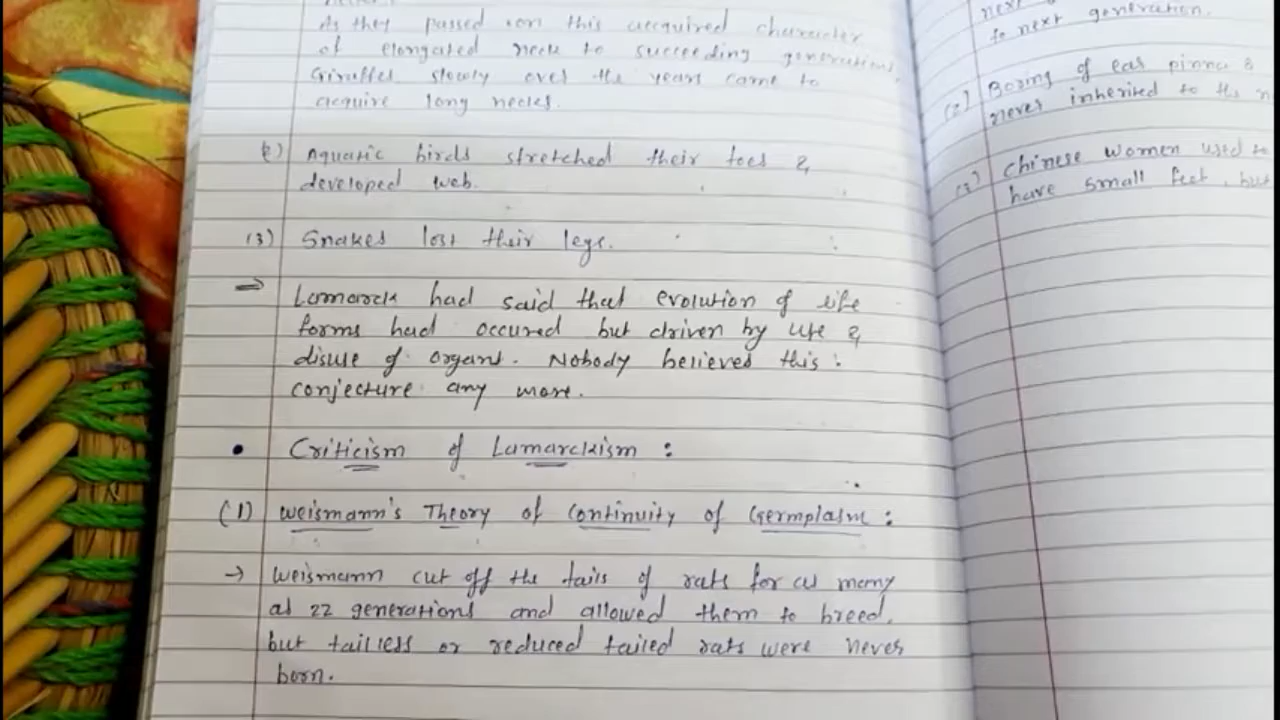 As they passed on this acquired character
of elongated neck to succeeding generations,
Giraffes slowly over the years came to
acquire long necks.
2) Aquatic birds stretched their toes &
developed web.
(3) Snakes lost their legs.
⇒ Lamarck had said that evolution of life
forms had occured but driven by use &
disuse of organs. Nobody believes this
conjecture any more.
• Criticism of Lamarckism :
(1) Weismann's Theory of Continuity of Germplasm :
→ Weismann cut off the tails of rats for as many
as 22 generations and allowed them to breed,
but tailless or reduced tailed rats were never
born.
next
to next generation.
(2) Boring of ear pinna &
never inherited to the n
(3) Chinese women used to
have small feet, but